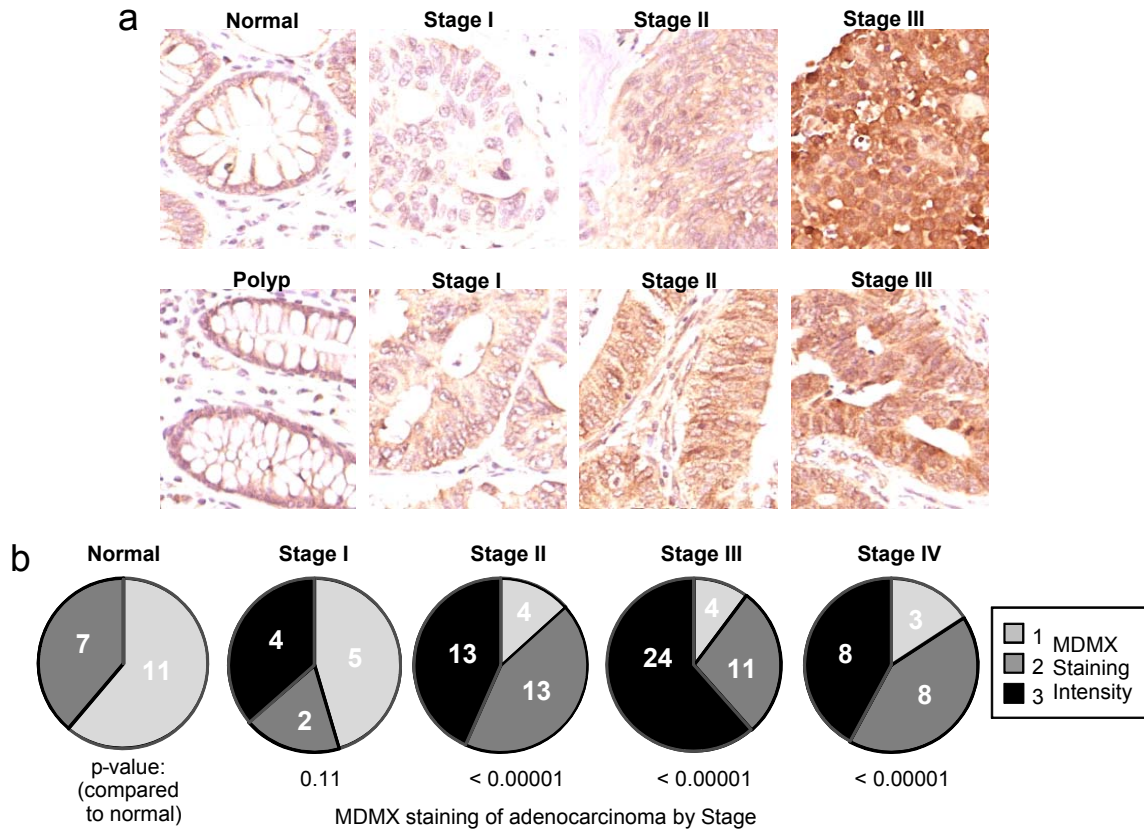 a
Normal Stage I Stage II Stage III
Polyp Stage I Stage II Stage III
b
Normal Stage I Stage II Stage III Stage IV
7 11
4 5 2
4 13 13
4 24 11
3 8 8
1 MDMX
2 Staining
3 Intensity
p-value:
(compared
to normal)
0.11 < 0.00001 < 0.00001 < 0.00001
MDMX staining of adenocarcinoma by Stage